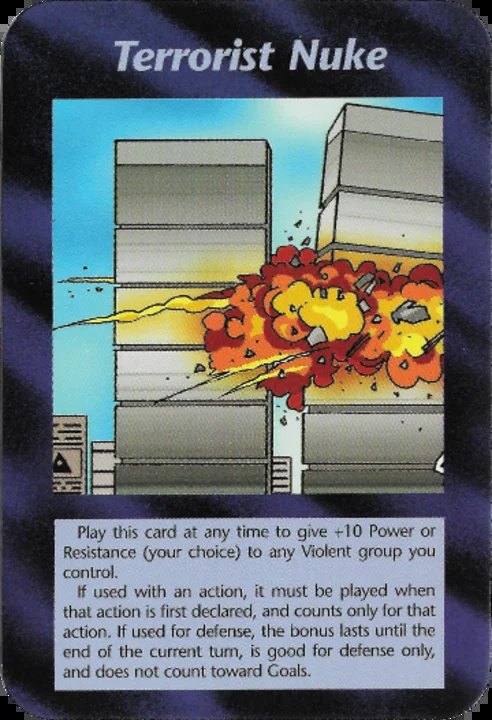 Terrorist Nuke
Play this card at any time to give +10 Power or
Resistance (your choice) to any Violent group you
control.
If used with an action, it must be played when
that action is first declared, and counts only for that
action. If used for defense, the bonus lasts until the
end of the current turn, is good for defense only,
and does not count toward Goals.